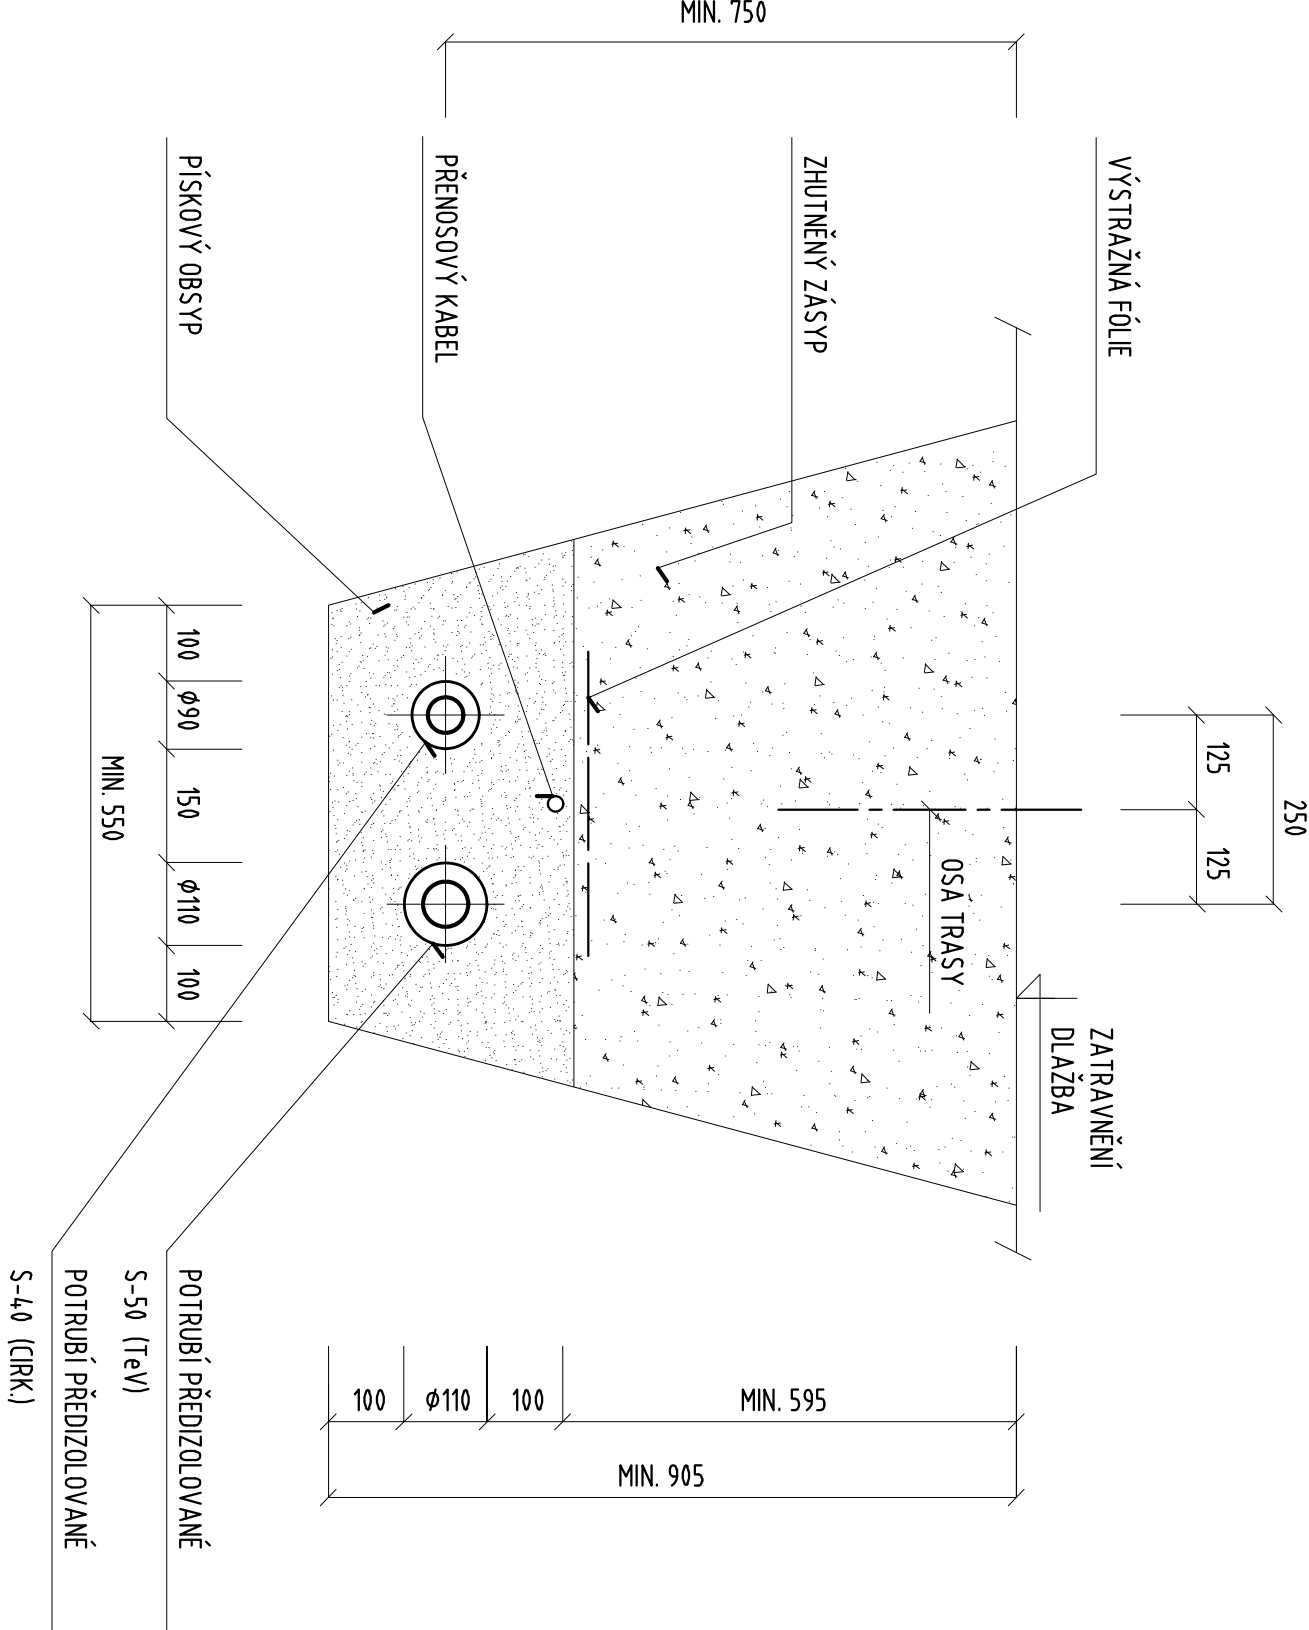 MIN. 750
VÝSTRAŽNÁ FÓLIE
ZHUTNĚNÝ ZÁSYP
PŘENOSOVÝ KABEL
PÍSKOVÝ OBSYP
250
125
125
OSA TRASY
ZATRAVNĚNÍ
DLAŽBA
100
Ø90
150
Ø110
100
MIN. 550
POTRUBÍ PŘEDIZOLOVANÉ
S-50 (TeV)
POTRUBÍ PŘEDIZOLOVANÉ
S-40 (CIRK.)
100
Ø110
100
MIN. 595
MIN. 905